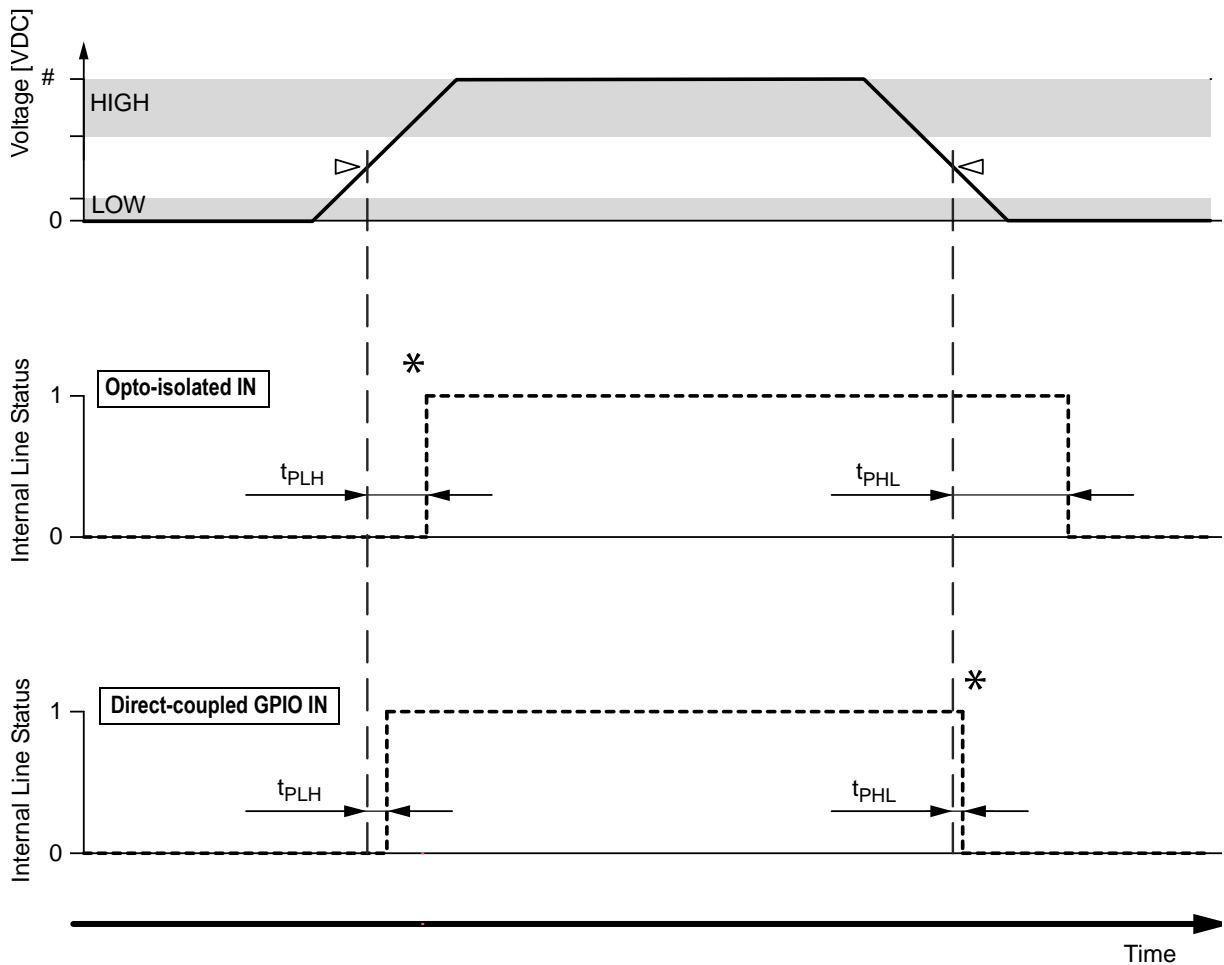 Voltage [VDC]
#
HIGH
LOW
0
Internal Line Status
*
1
Opto-isolated IN
tPLH
tPHL
0
Internal Line Status
*
1
Direct-coupled GPIO IN
tPLH
tPHL
0
Time